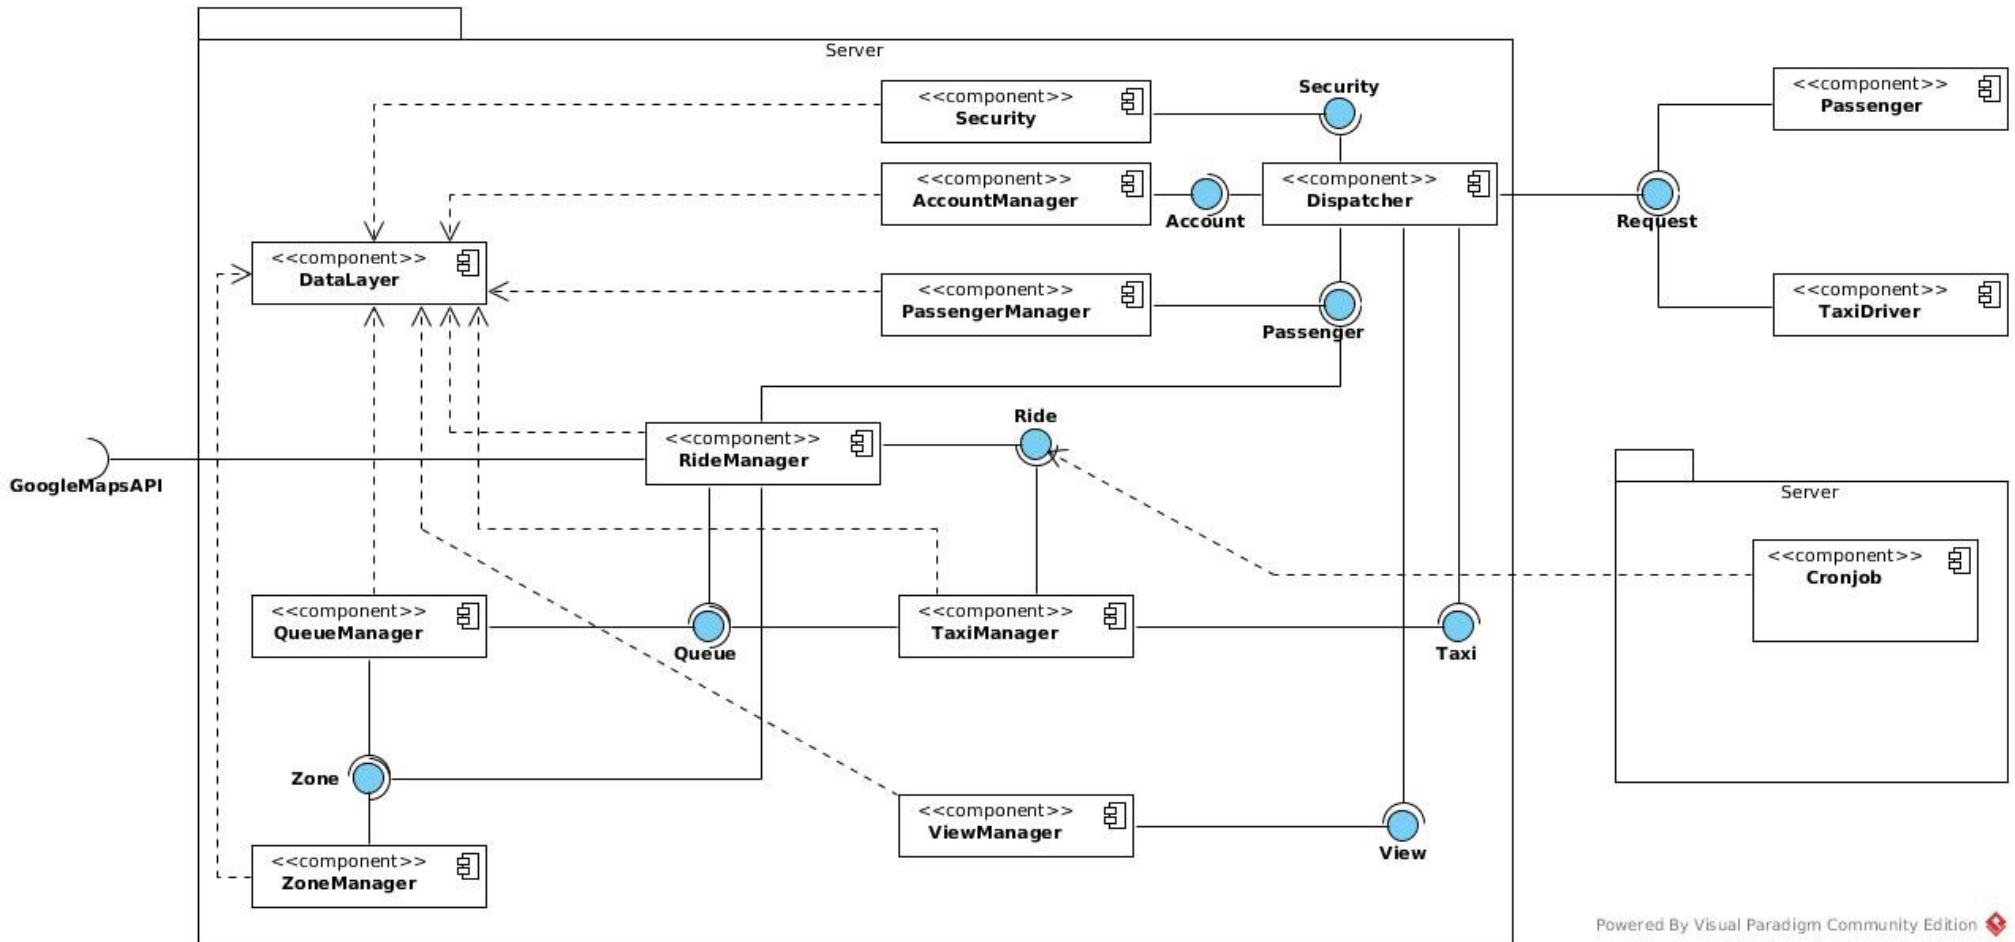 Server
<<component>>
Security
Security
<<component>>
Passenger
<<component>>
AccountManager
Account
<<component>>
Dispatcher
Request
<<component>>
DataLayer
<<component>>
PassengerManager
Passenger
<<component>>
TaxiDriver
GoogleMapsAPI
<<component>>
RideManager
Ride
Server
<<component>>
Cronjob
<<component>>
QueueManager
Queue
<<component>>
TaxiManager
Taxi
Zone
<<component>>
ViewManager
View
<<component>>
ZoneManager
Powered By Visual Paradigm Community Edition